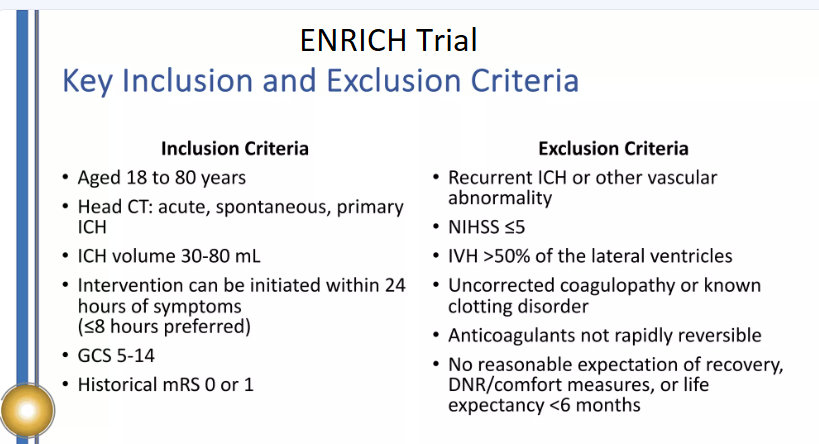 ENRICH Trial
Key Inclusion and Exclusion Criteria
Inclusion Criteria
• Aged 18 to 80 years
• Head CT: acute, spontaneous, primary
ICH
• ICH volume 30-80 mL
• Intervention can be initiated within 24
hours of symptoms
(≤8 hours preferred)
• GCS 5-14
• Historical mRS 0 or 1
Exclusion Criteria
• Recurrent ICH or other vascular
abnormality
• NIHSS ≤5
• IVH >50% of the lateral ventricles
• Uncorrected coagulopathy or known
clotting disorder
• Anticoagulants not rapidly reversible
• No reasonable expectation of recovery,
DNR/comfort measures, or life
expectancy <6 months